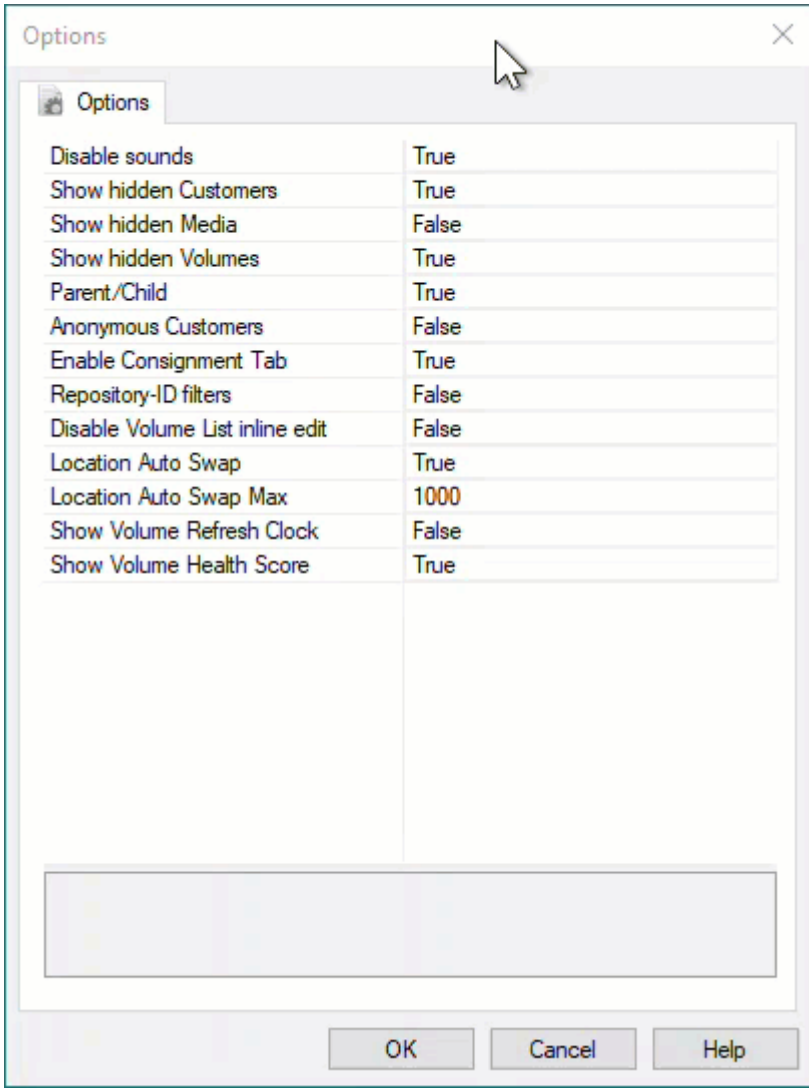 Options
Options
Disable sounds True
Show hidden Customers True
Show hidden Media False
Show hidden Volumes True
Parent/Child True
Anonymous Customers False
Enable Consignment Tab True
Repository-ID filters False
Disable Volume List inline edit False
Location Auto Swap True
Location Auto Swap Max 1000
Show Volume Refresh Clock False
Show Volume Health Score True
OK Cancel Help